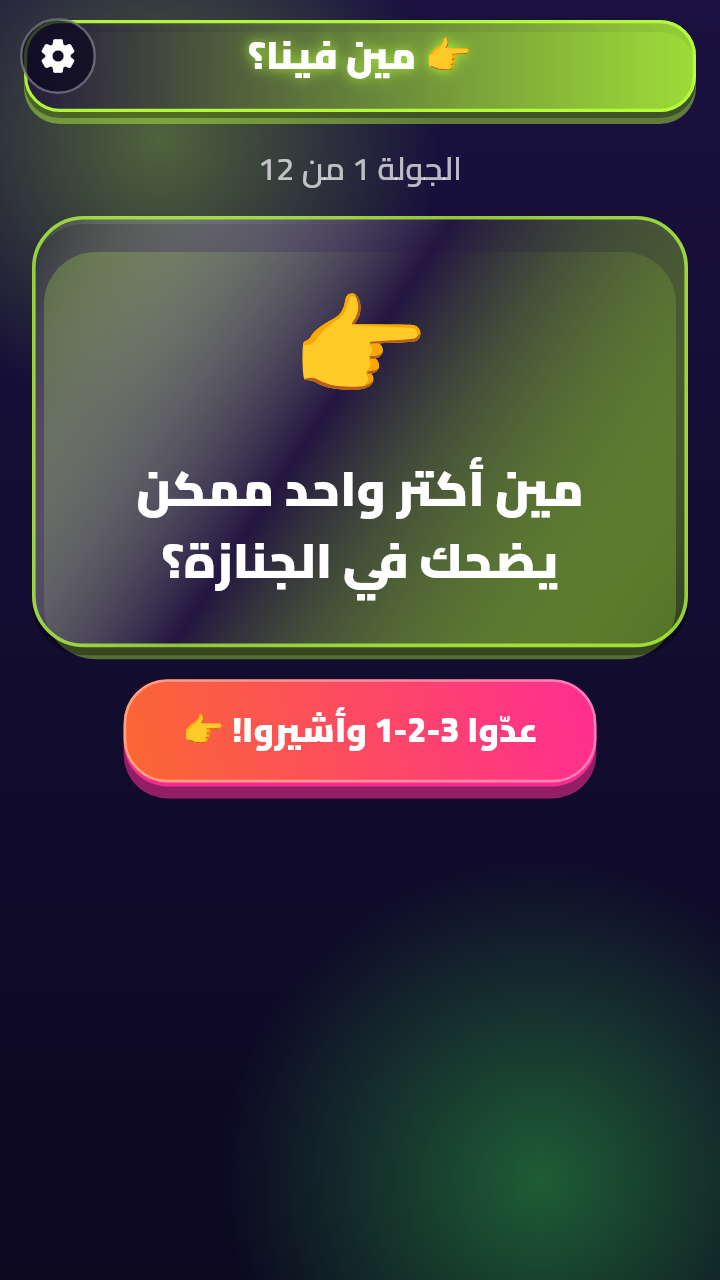 👉 مين فينا؟
الجولة 1 من 12
👉
مين أكتر واحد ممكن
يضحك في الجنازة؟
عدّوا 3-2-1 وأشيروا! 👉